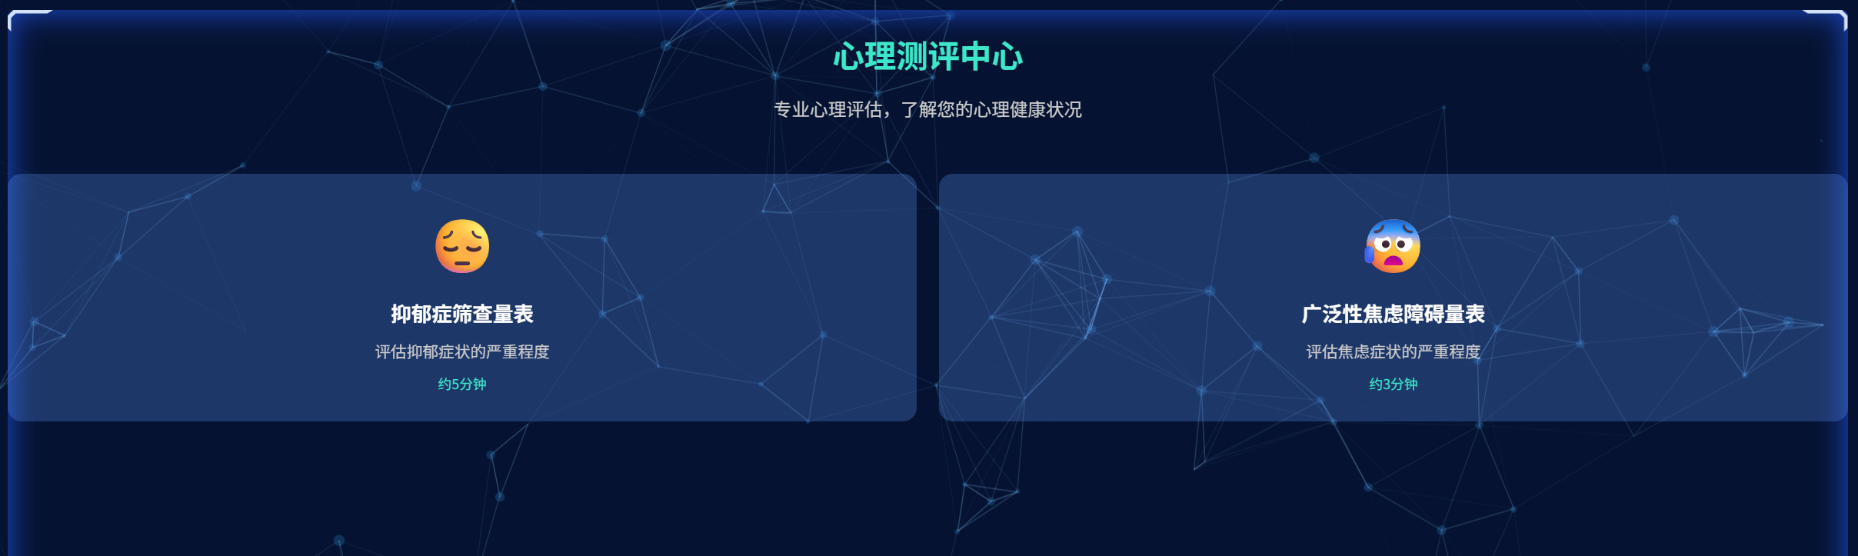 心理测评中心
专业心理评估，了解您的心理健康状况
抑郁症筛查量表
评估抑郁症状的严重程度
约5分钟
广泛性焦虑障碍量表
评估焦虑症状的严重程度
约3分钟